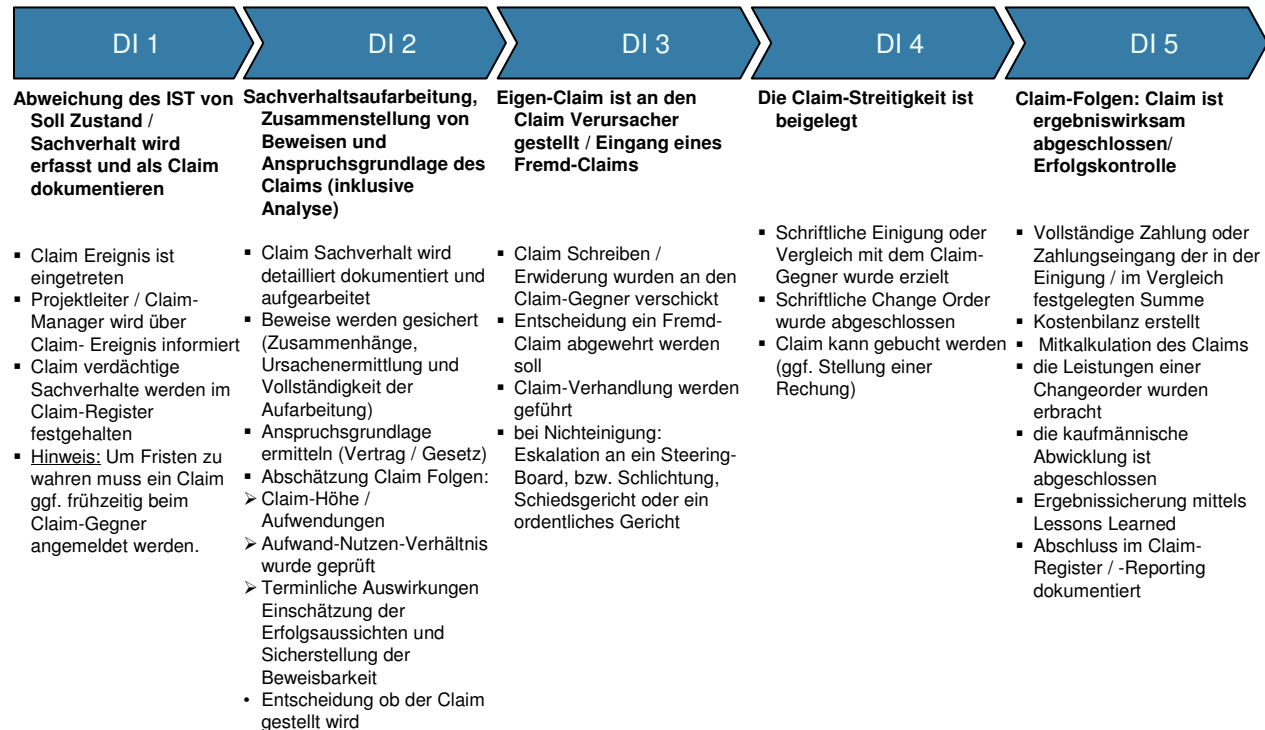 DI 1
DI 2
DI 3
DI 4
DI 5
Abweichung des IST von
Soll Zustand /
Sachverhalt wird
erfasst und als Claim
dokumentieren
▪ Claim Ereignis ist
eingetreten
▪ Projektleiter / Claim-
Manager wird über
Claim- Ereignis informiert
▪ Claim verdächtige
Sachverhalte werden im
Claim-Register
festgehalten
▪ Hinweis: Um Fristen zu
wahren muss ein Claim
ggf. frühzeitig beim
Claim-Gegner
angemeldet werden.
Sachverhaltsaufarbeitung,
Zusammenstellung von
Beweisen und
Anspruchsgrundlage des
Claims (inklusive
Analyse)
▪ Claim Sachverhalt wird
detailliert dokumentiert und
aufgearbeitet
▪ Beweise werden gesichert
(Zusammenhänge,
Ursachenermittlung und
Vollständigkeit der
Aufarbeitung)
▪ Anspruchsgrundlage
ermitteln (Vertrag / Gesetz)
▪ Abschätzung Claim Folgen:
➢ Claim-Höhe /
Aufwendungen
➢ Aufwand-Nutzen-Verhältnis
wurde geprüft
➢ Terminliche Auswirkungen
Einschätzung der
Erfolgsaussichten und
Sicherstellung der
Beweisbarkeit
• Entscheidung ob der Claim
gestellt wird
Eigen-Claim ist an den
Claim Verursacher
gestellt / Eingang eines
Fremd-Claims
▪ Claim Schreiben /
Erwiderung wurden an den
Claim-Gegner verschickt
▪ Entscheidung ein Fremd-
Claim abgewehrt werden
soll
▪ Claim-Verhandlung werden
geführt
▪ bei Nichteinigung:
Eskalation an ein Steering-
Board, bzw. Schlichtung,
Schiedsgericht oder ein
ordentliches Gericht
Die Claim-Streitigkeit ist
beigelegt
▪ Schriftliche Einigung oder
Vergleich mit dem Claim-
Gegner wurde erzielt
▪ Schriftliche Change Order
wurde abgeschlossen
▪ Claim kann gebucht werden
(ggf. Stellung einer
Rechung)
Claim-Folgen: Claim ist
ergebniswirksam
abgeschlossen/
Erfolgskontrolle
▪ Vollständige Zahlung oder
Zahlungseingang der in der
Einigung / im Vergleich
festgelegten Summe
▪ Kostenbilanz erstellt
▪ Mitkalkulation des Claims
▪ die Leistungen einer
Changeorder wurden
erbracht
▪ die kaufmännische
Abwicklung ist
abgeschlossen
▪ Ergebnissicherung mittels
Lessons Learned
▪ Abschluss im Claim-
Register / -Reporting
dokumentiert